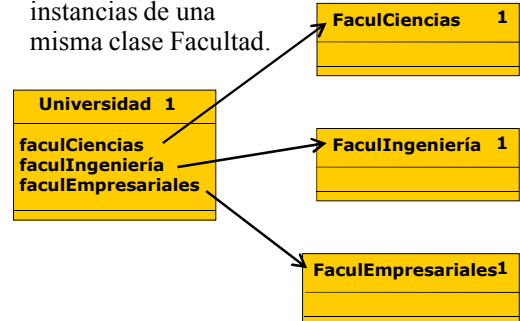 instancias de una
misma clase Facultad.
FaculCiencias 1
Universidad 1
faculCiencias
faculIngeniería
faculEmpresariales
FaculIngeniería 1
FaculEmpresariales1